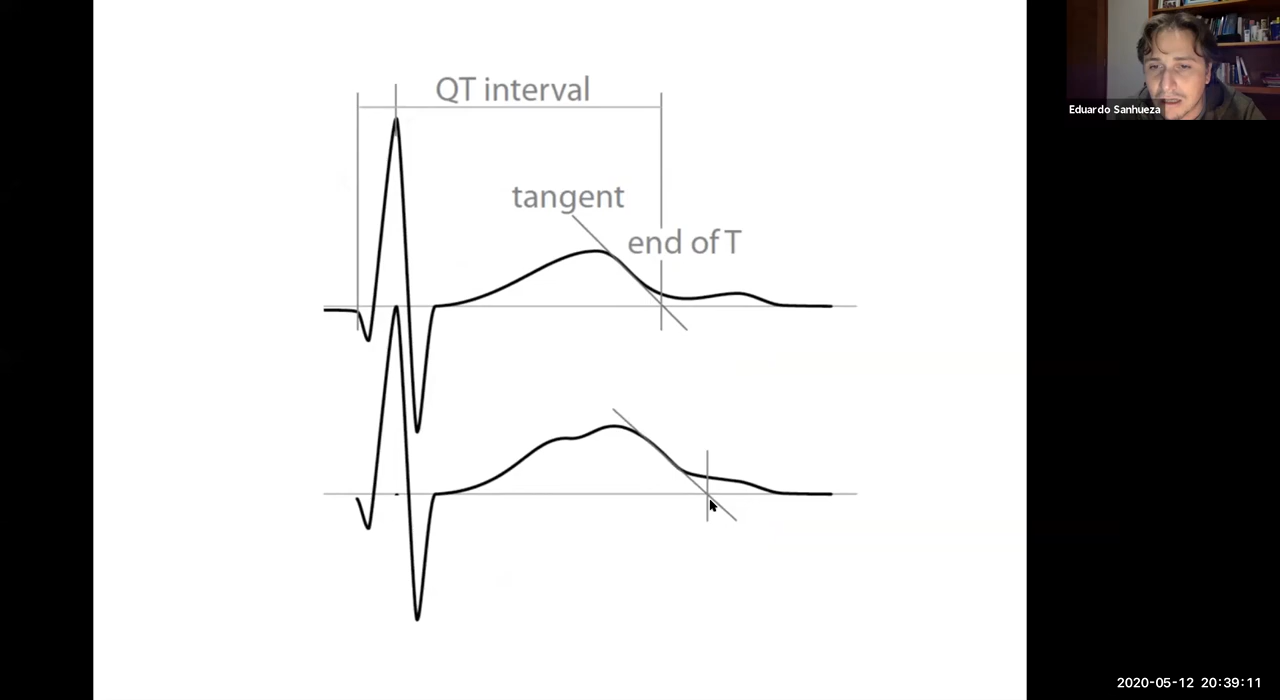 QT interval
tangent
end of T
Eduardo Sanhueza
2020-05-12 20:39:11